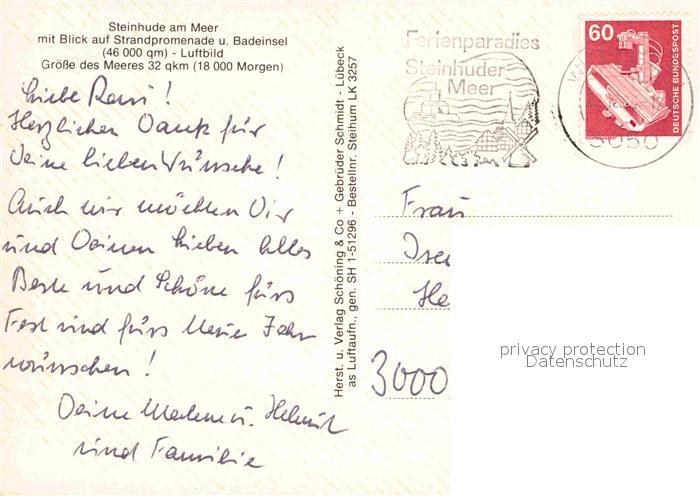 Steinhude am Meer
mit Blick auf Strandpromenade u. Badeinsel
(46 000 qm) - Luftbild
Größe des Meeres 32 qkm (18 000 Morgen)
Liebe
Herzlichen Dank für
Deine lieben Wünsche!
Auch wir möchten Dir
und Deinen Lieben alles
Beste und Schöne fürs
Fest und fürs Neue Jahr
wünschen!
Deine u. Helmut
und Familie
Herst. u. Verlag Schöning & Co + Gebrüder Schmidt - Lübeck
as Luftaufn., gen. SH 1-51296 - Bestellnr. Steihum LK 3257
Ferienparadies
Steinhuder
Meer
60
DEUTSCHE BUNDESPOST
3050
Frau
3000
privacy protection
Datenschutz